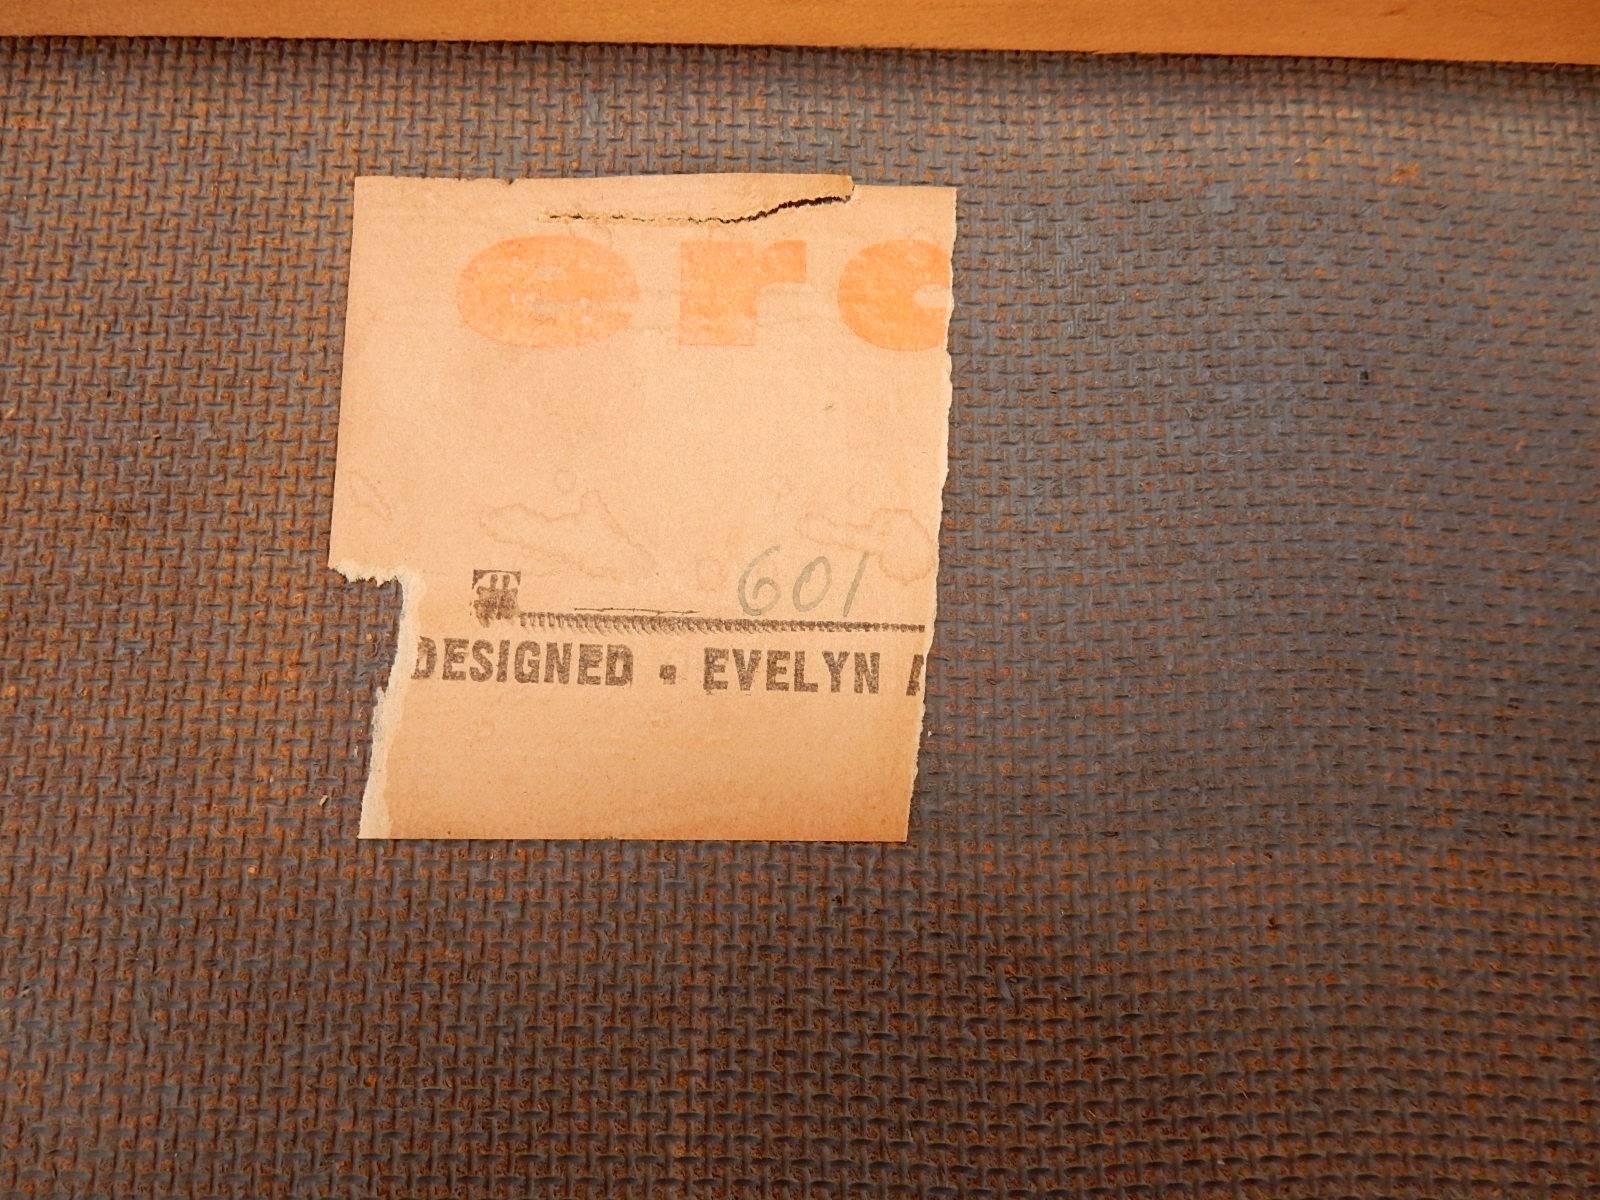 erc
601
DESIGNED • EVELYN A